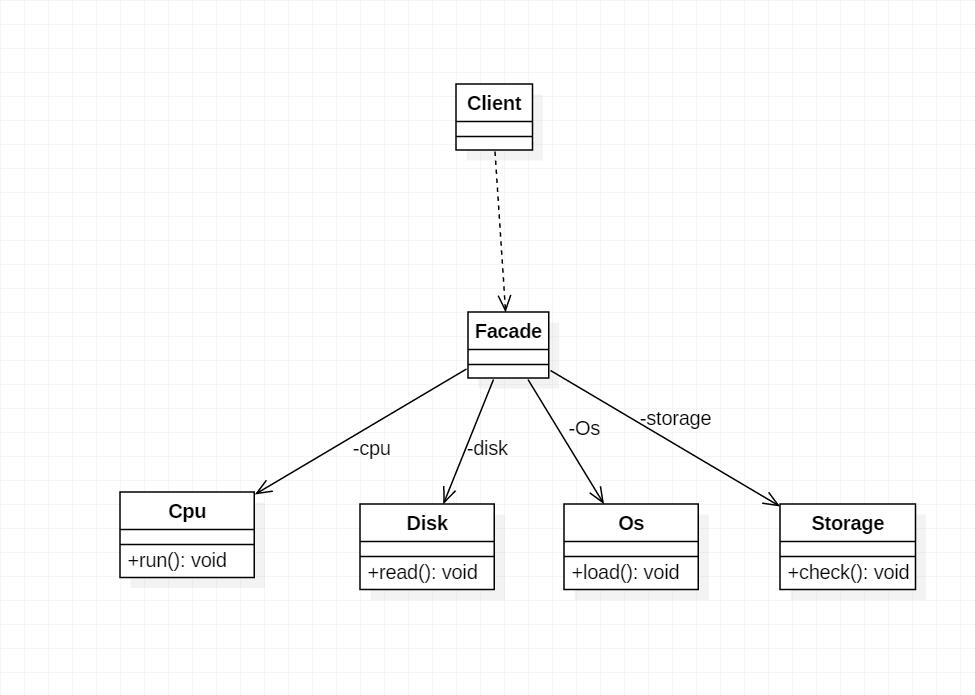 Client
Facade
-cpu
-disk
-Os
-storage
Cpu
+run(): void
Disk
+read(): void
Os
+load(): void
Storage
+check(): void